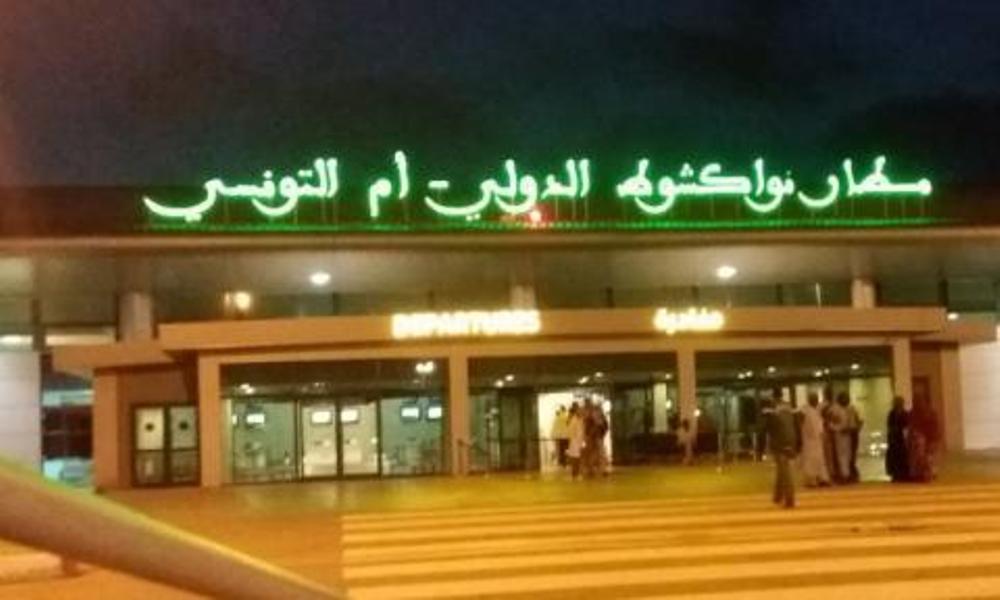 مطار نواكشوط الدولي - أم التونسي
DEPARTURES مغادرة